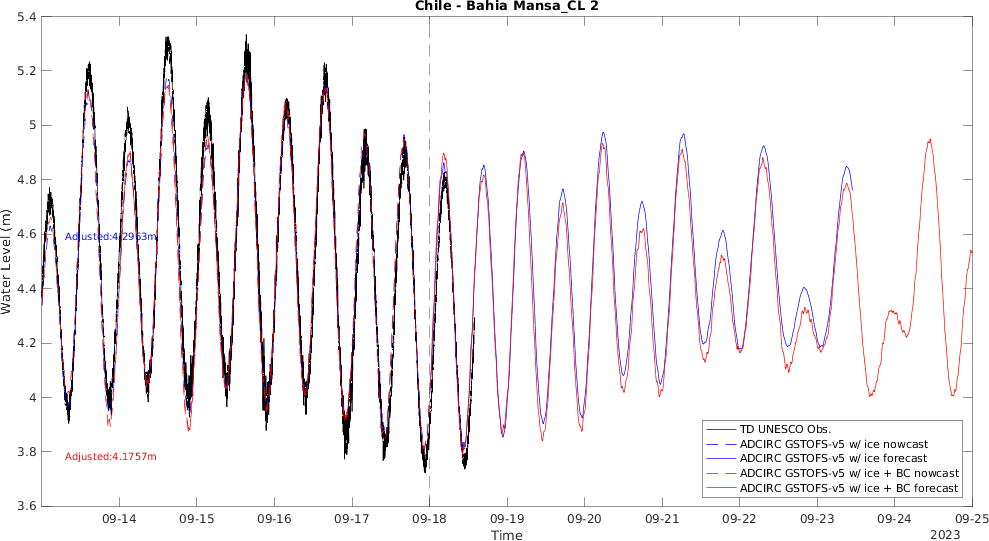 Chile - Bahia Mansa_CL 2
Water Level (m)
5.4
5.2
5
4.8
4.6
4.4
4.2
4
3.8
3.6
Adjusted:4.2963m
Adjusted:4.1757m
TD UNESCO Obs.
ADCIRC GSTOFS-v5 w/ ice nowcast
ADCIRC GSTOFS-v5 w/ ice forecast
ADCIRC GSTOFS-v5 w/ ice + BC nowcast
ADCIRC GSTOFS-v5 w/ ice + BC forecast
09-14 09-15 09-16 09-17 09-18 09-19 09-20 09-21 09-22 09-23 09-24 09-25
Time
2023